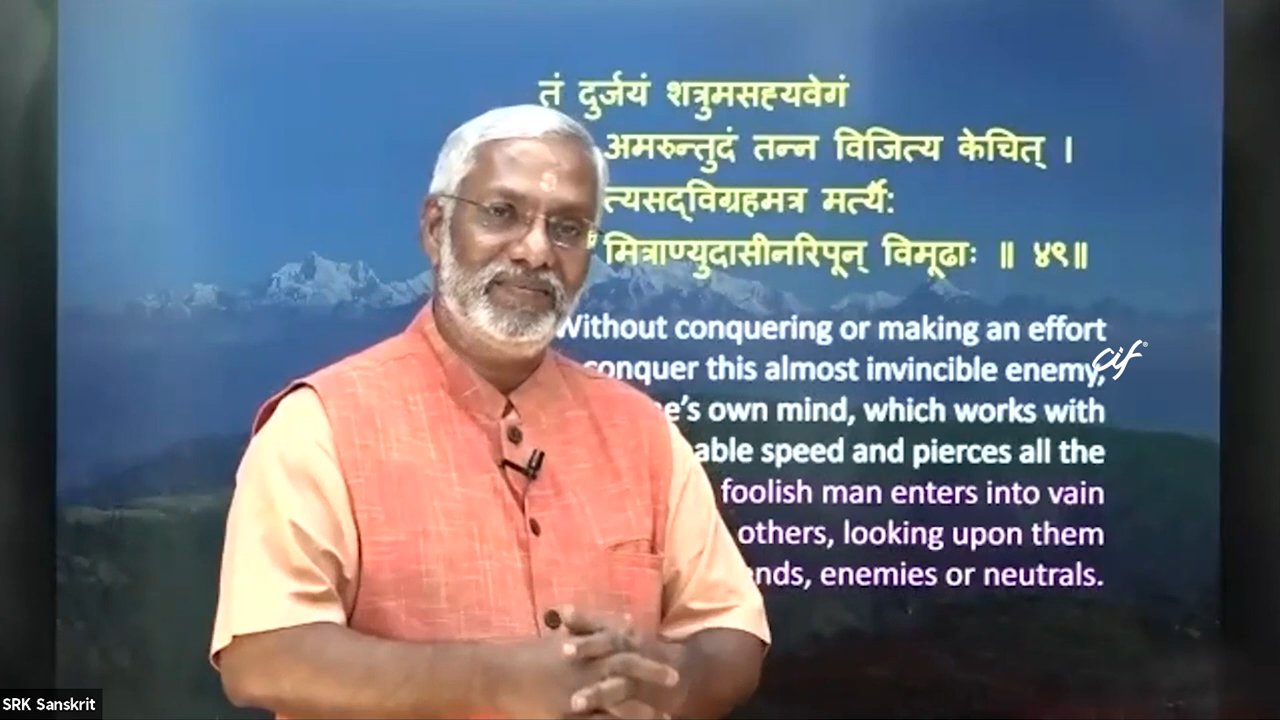 तं दुर्जयं शत्रुमसह्यवेगं
अमरुन्तुदं तन्न विजित्य केचित् ।
त्यसद्विग्रहमत्र मर्त्यैः
मित्राण्युदासीनरिपून् विमूढाः ॥ ४९॥
Without conquering or making an effort
conquer this almost invincible enemy,
cif
e’s own mind, which works with
able speed and pierces all the
foolish man enters into vain
others, looking upon them
nds, enemies or neutrals.
SRK Sanskrit